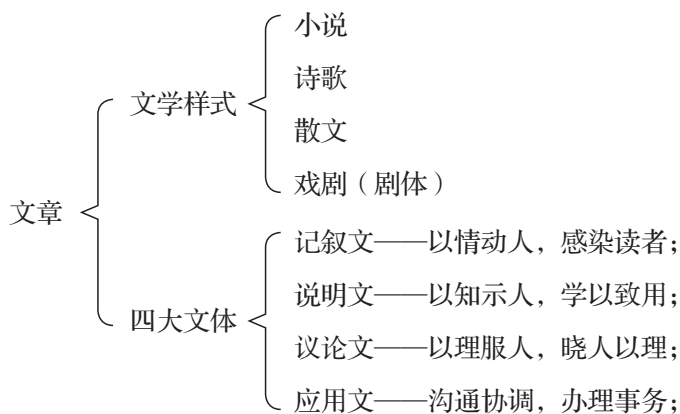 文章
文学样式
小说
诗歌
散文
戏剧（剧体）
四大文体
记叙文——以情动人，感染读者；
说明文——以知示人，学以致用；
议论文——以理服人，晓人以理；
应用文——沟通协调，办理事务；